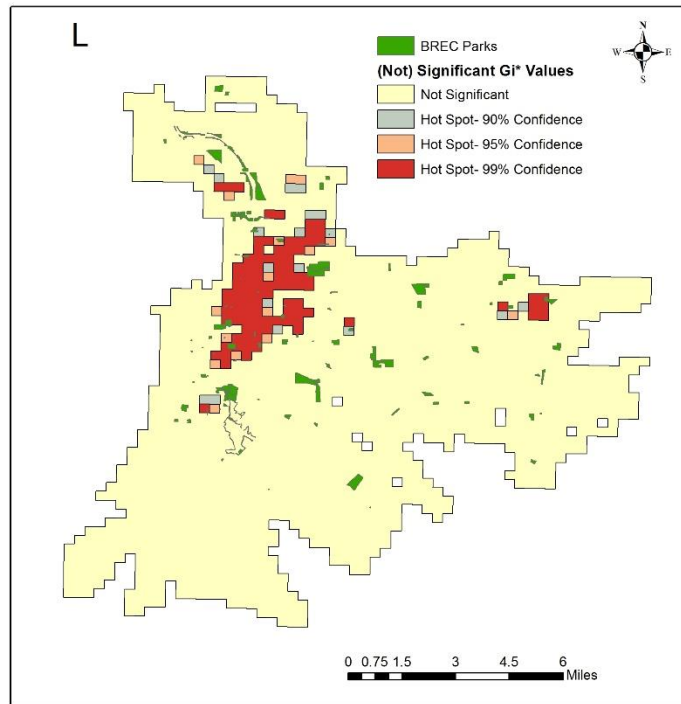 L
BREC Parks
(Not) Significant Gi* Values
Not Significant
Hot Spot- 90% Confidence
Hot Spot- 95% Confidence
Hot Spot- 99% Confidence
N
W E
S
0 0.75 1.5 3 4.5 6
Miles